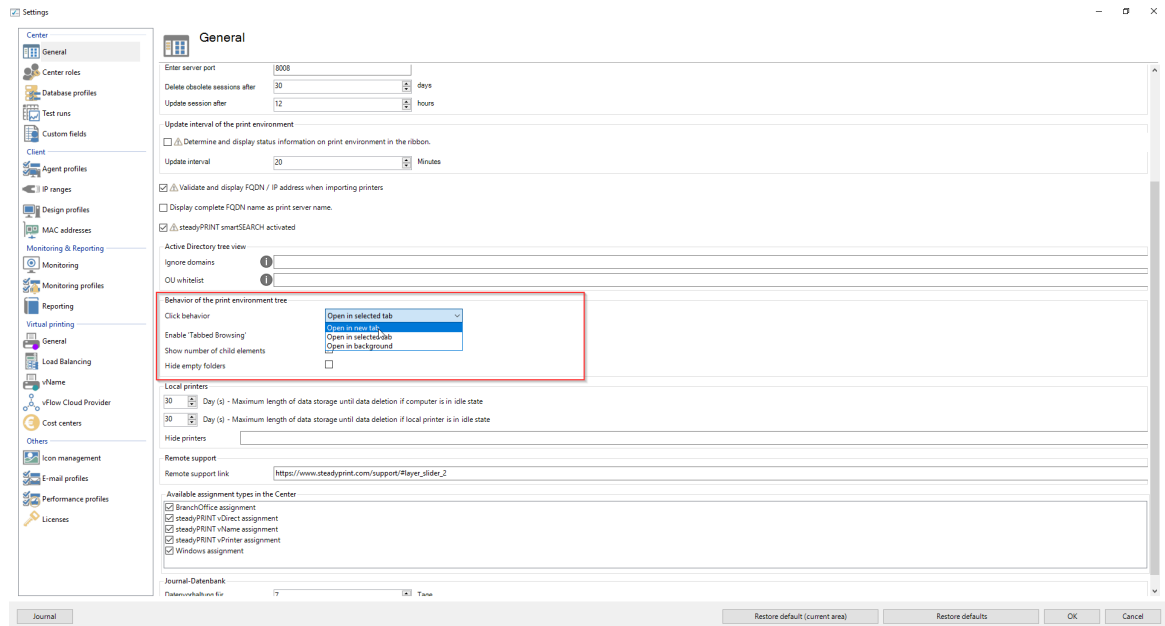 Settings
Center
General
Center roles
Database profiles
Test runs
Custom fields
Client
Agent profiles
IP ranges
Design profiles
MAC addresses
Monitoring & Reporting
Monitoring
Monitoring profiles
Reporting
Virtual printing
General
Load Balancing
vName
vFlow Cloud Provider
Cost centers
Others
Icon management
E-mail profiles
Performance profiles
Licenses
General
Enter server port 8008
Delete obsolete sessions after 30 days
Update session after 12 hours
Update interval of the print environment
Determine and display status information on print environment in the ribbon.
Update interval 20 Minutes
Validate and display FQDN / IP address when importing printers
Display complete FQDN name as print server name.
steadyPRINT smartSEARCH activated
Active Directory tree view
Ignore domains
OU whitelist
Behavior of the print environment tree
Click behavior Open in selected tab
Open in new tab
Enable 'Tabbed Browsing' Open in selected tab
Open in background
Show number of child elements
Hide empty folders
Local printers
30 Day (s) - Maximum length of data storage until data deletion if computer is in idle state
30 Day (s) - Maximum length of data storage until data deletion if local printer is in idle state
Hide printers
Remote support
Remote support link https://www.steadyprint.com/support/#layer_slider_2
Available assignment types in the Center
BranchOffice assignment
steadyPRINT vDirect assignment
steadyPRINT vName assignment
steadyPRINT vPrinter assignment
Windows assignment
Journal-Datenbank
Datenvorhaltung für 7 Tage
Journal Restore default (current area) Restore defaults OK Cancel